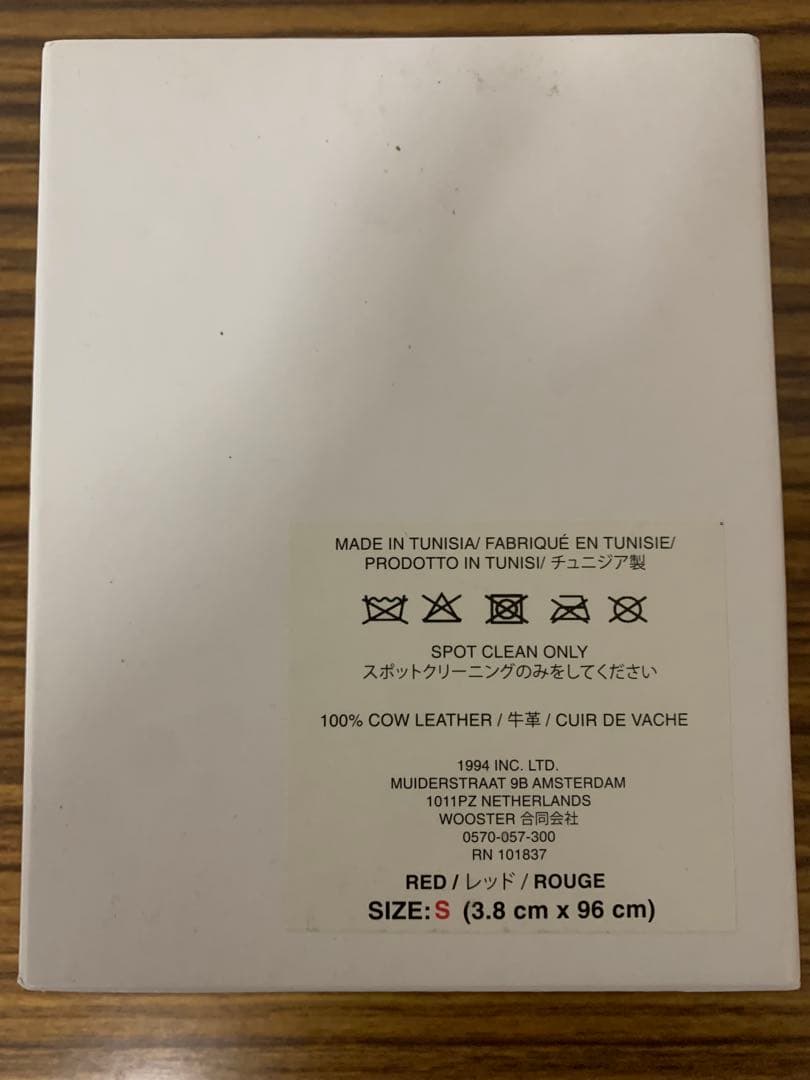 MADE IN TUNISIA/ FABRIQUÉ EN TUNISIE/
PRODOTTO IN TUNISI/ チュニジア製
SPOT CLEAN ONLY
スポットクリーニングのみをしてください
100% COW LEATHER / 牛革 / CUIR DE VACHE
1994 INC. LTD.
MUIDERSTRAAT 9B AMSTERDAM
1011PZ NETHERLANDS
WOOSTER 合同会社
0570-057-300
RN 101837
RED / レッド / ROUGE
SIZE: S (3.8 cm x 96 cm)